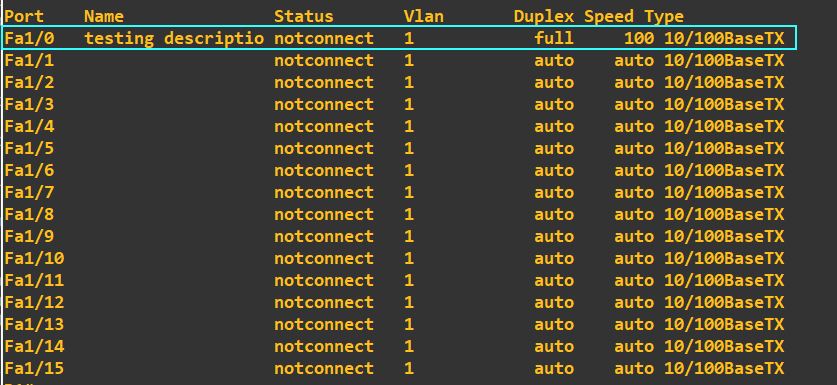 Port    Name               Status       Vlan       Duplex Speed Type
Fa1/0   testing descriptio notconnect   1            full     100 10/100BaseTX
Fa1/1                      notconnect   1            auto    auto 10/100BaseTX
Fa1/2                      notconnect   1            auto    auto 10/100BaseTX
Fa1/3                      notconnect   1            auto    auto 10/100BaseTX
Fa1/4                      notconnect   1            auto    auto 10/100BaseTX
Fa1/5                      notconnect   1            auto    auto 10/100BaseTX
Fa1/6                      notconnect   1            auto    auto 10/100BaseTX
Fa1/7                      notconnect   1            auto    auto 10/100BaseTX
Fa1/8                      notconnect   1            auto    auto 10/100BaseTX
Fa1/9                      notconnect   1            auto    auto 10/100BaseTX
Fa1/10                     notconnect   1            auto    auto 10/100BaseTX
Fa1/11                     notconnect   1            auto    auto 10/100BaseTX
Fa1/12                     notconnect   1            auto    auto 10/100BaseTX
Fa1/13                     notconnect   1            auto    auto 10/100BaseTX
Fa1/14                     notconnect   1            auto    auto 10/100BaseTX
Fa1/15                     notconnect   1            auto    auto 10/100BaseTX